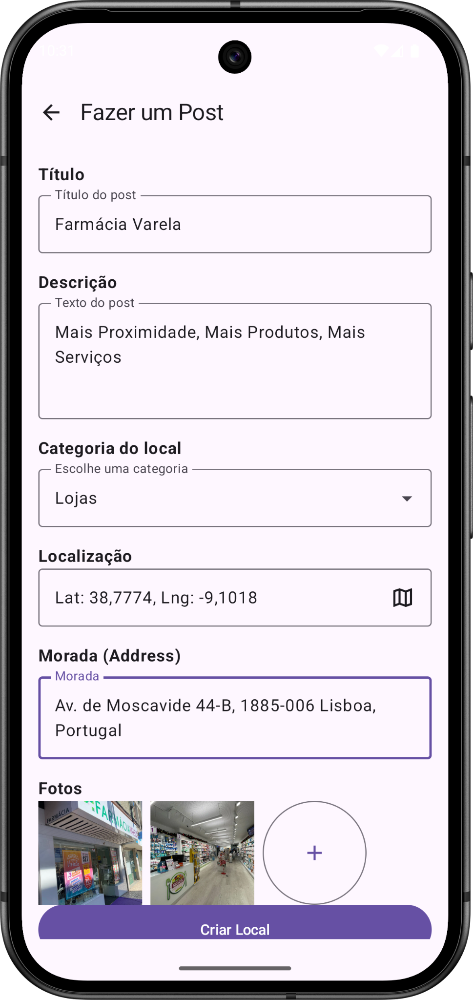 10:31
Fazer um Post
Título
Título do post
Farmácia Varela
Descrição
Texto do post
Mais Proximidade, Mais Produtos, Mais
Serviços
Categoria do local
Escolhe uma categoria
Lojas
Localização
Lat: 38,7774, Lng: -9,1018
Morada (Address)
Morada
Av. de Moscavide 44-B, 1885-006 Lisboa,
Portugal
Fotos
FARMÁCIA
FARMÁCIA
SET
1
+
Criar Local